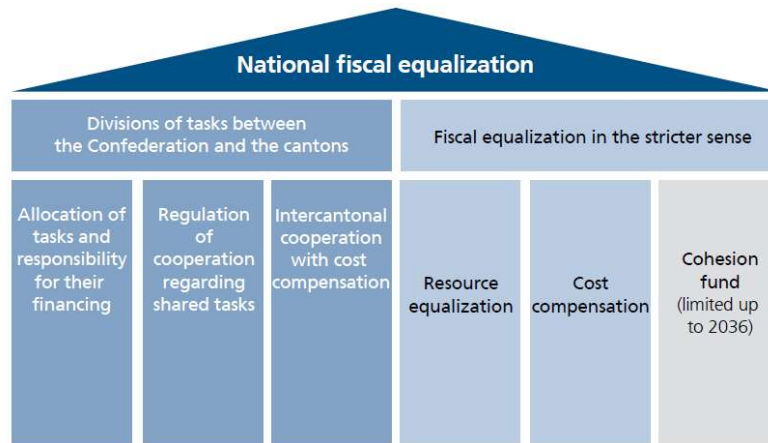 National fiscal equalization
Divisions of tasks between
the Confederation and the cantons
Fiscal equalization in the stricter sense
Allocation of
tasks and
responsibility
for their
financing
Regulation
of
cooperation
regarding
shared tasks
Intercantonal
cooperation
with cost
compensation
Resource
equalization
Cost
compensation
Cohesion
fund
(limited up
to 2036)